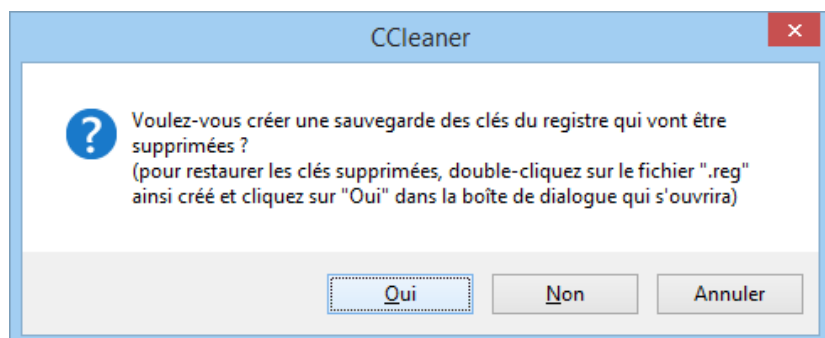 CCleaner
Voulez-vous créer une sauvegarde des clés du registre qui vont être
supprimées ?
(pour restaurer les clés supprimées, double-cliquez sur le fichier ".reg"
ainsi créé et cliquez sur "Oui" dans la boîte de dialogue qui s'ouvrira)
Oui Non Annuler